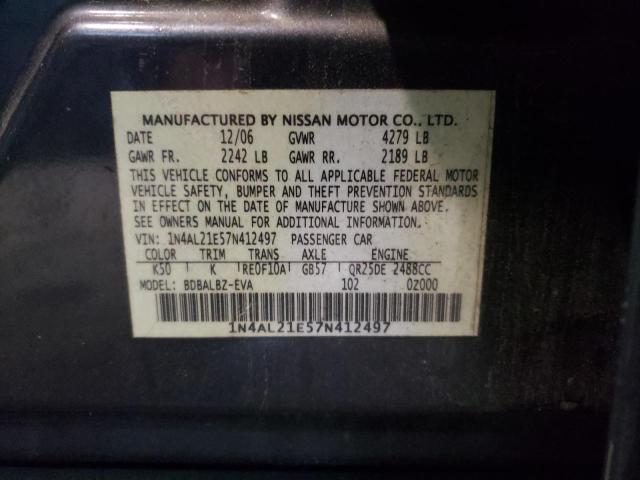 MANUFACTURED BY NISSAN MOTOR CO., LTD.
DATE 12/06 GVWR 4279 LB
GAWR FR. 2242 LB GAWR RR. 2189 LB
THIS VEHICLE CONFORMS TO ALL APPLICABLE FEDERAL MOTOR
VEHICLE SAFETY, BUMPER AND THEFT PREVENTION STANDARDS
IN EFFECT ON THE DATE OF MANUFACTURE SHOWN ABOVE.
SEE OWNERS MANUAL FOR ADDITIONAL INFORMATION.
VIN: 1N4AL21E57N412497 PASSENGER CAR
COLOR TRIM TRANS AXLE ENGINE
K50 K RE0F10A GB57 QR25DE 2488CC
MODEL: BDBALBZ-EVA 102 0Z000
1N4AL21E57N412497